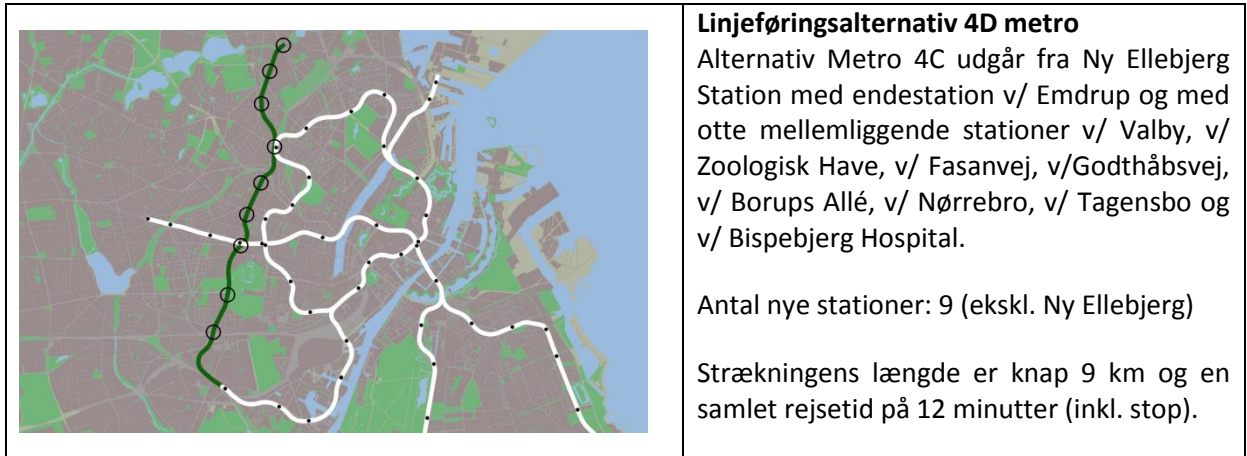 Linjeføringsalternativ 4D metro
Alternativ Metro 4C udgår fra Ny Ellebjerg
Station med endestation v/ Emdrup og med
otte mellemliggende stationer v/ Valby, v/
Zoologisk Have, v/ Fasanvej, v/Godthåbsvej,
v/ Borups Allé, v/ Nørrebro, v/ Tagensbo og
v/ Bispebjerg Hospital.
Antal nye stationer: 9 (ekskl. Ny Ellebjerg)
Strækningens længde er knap 9 km og en
samlet rejsetid på 12 minutter (inkl. stop).